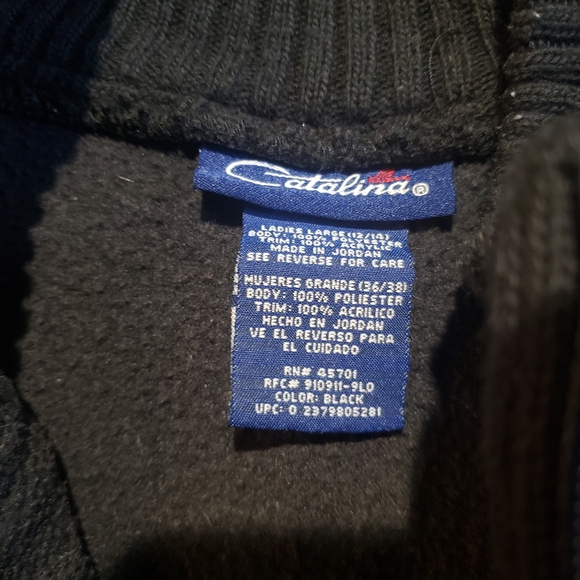 Catalina®
LADIES LARGE (12/14)
BODY: 100% POLYESTER
TRIM: 100% ACRYLIC
MADE IN JORDAN
SEE REVERSE FOR CARE
MUJERES GRANDE (36/38)
BODY: 100% POLIESTER
TRIM: 100% ACRILICO
HECHO EN JORDAN
VE EL REVERSO PARA
EL CUIDADO
RN# 45701
RFC# 910911-9L0
COLOR: BLACK
UPC: 0 2379805281